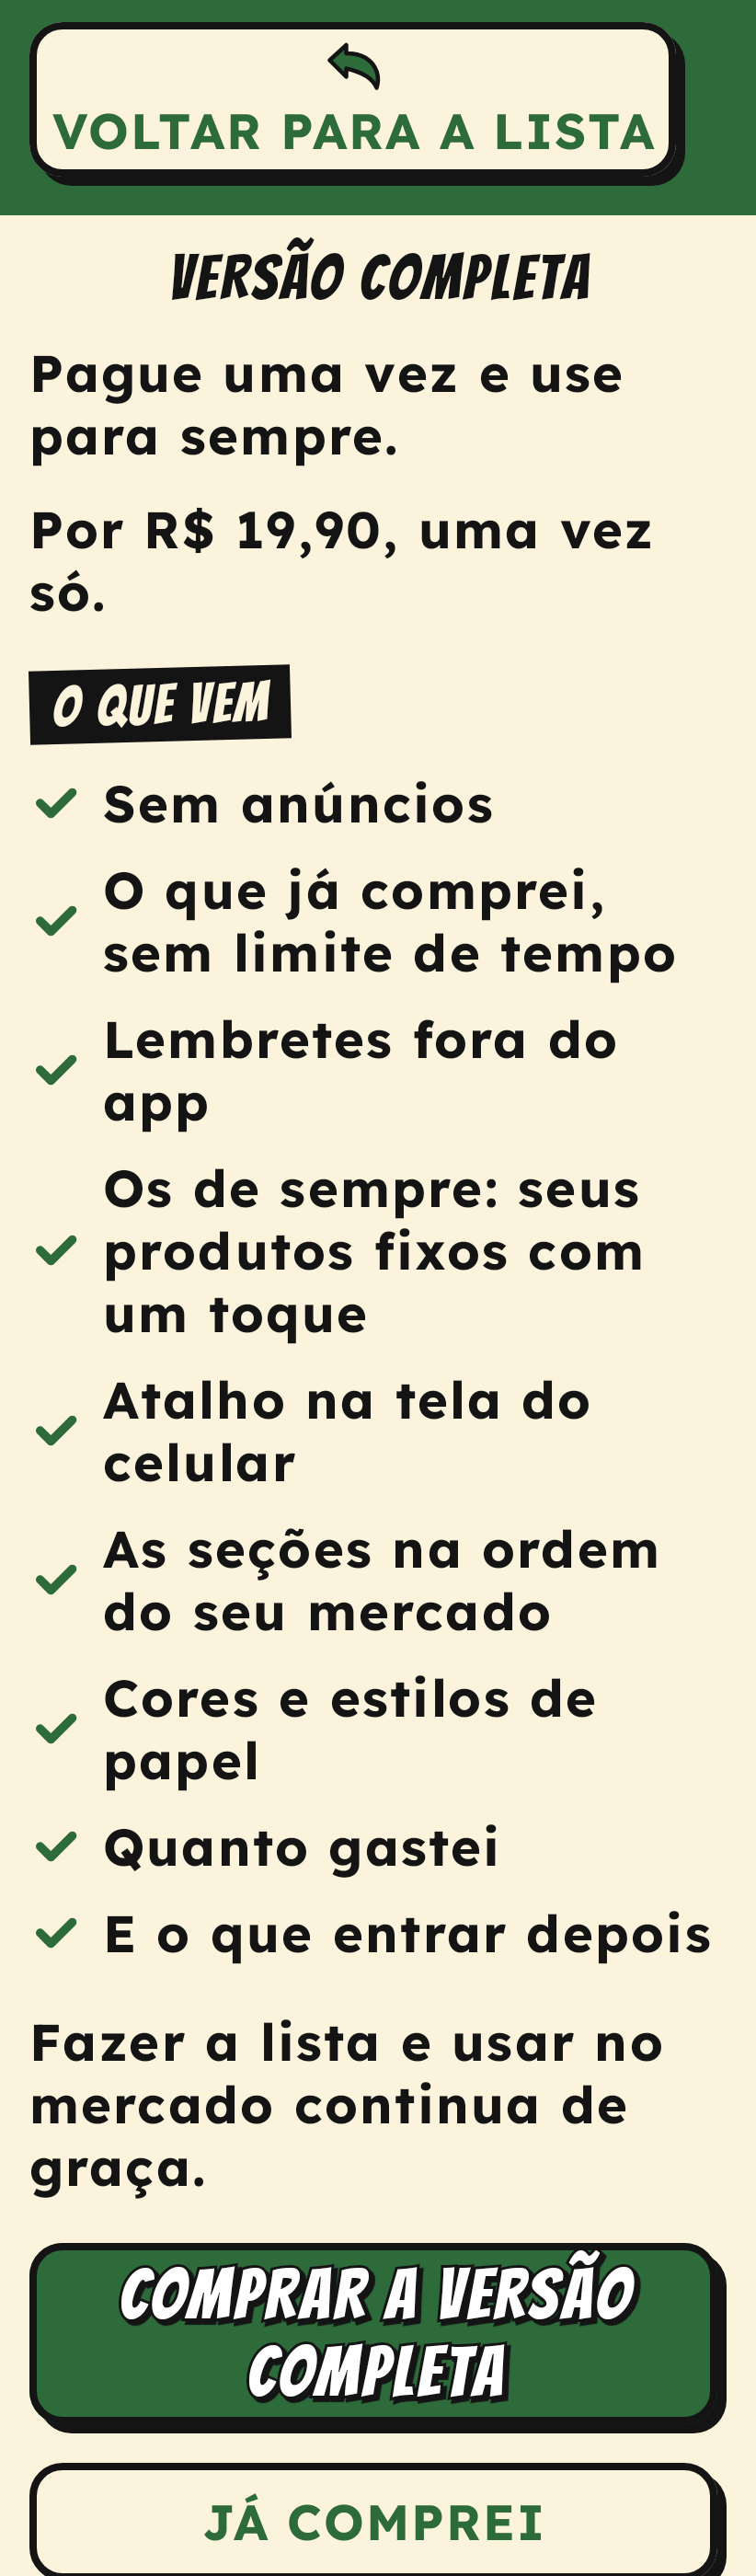 VOLTAR PARA A LISTA
VERSÃO COMPLETA
Pague uma vez e use
para sempre.
Por R$ 19,90, uma vez
só.
O QUE VEM
Sem anúncios
O que já comprei,
sem limite de tempo
Lembretes fora do
app
Os de sempre: seus
produtos fixos com
um toque
Atalho na tela do
celular
As seções na ordem
do seu mercado
Cores e estilos de
papel
Quanto gastei
E o que entrar depois
Fazer a lista e usar no
mercado continua de
graça.
COMPRAR A VERSÃO
COMPLETA
JÁ COMPREI